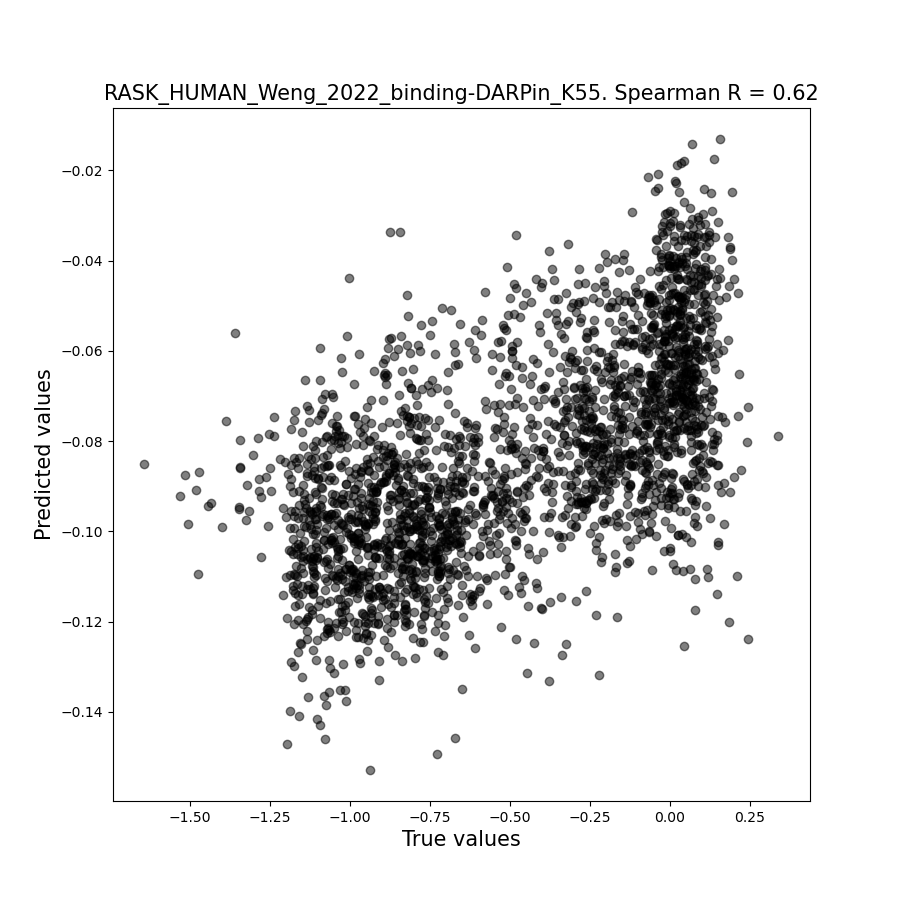 RASK_HUMAN_Weng_2022_binding-DARPin_K55. Spearman R = 0.62
−0.02
−0.04
−0.06
−0.08
−0.10
−0.12
−0.14
Predicted values
−1.50 −1.25 −1.00 −0.75 −0.50 −0.25 0.00 0.25
True values